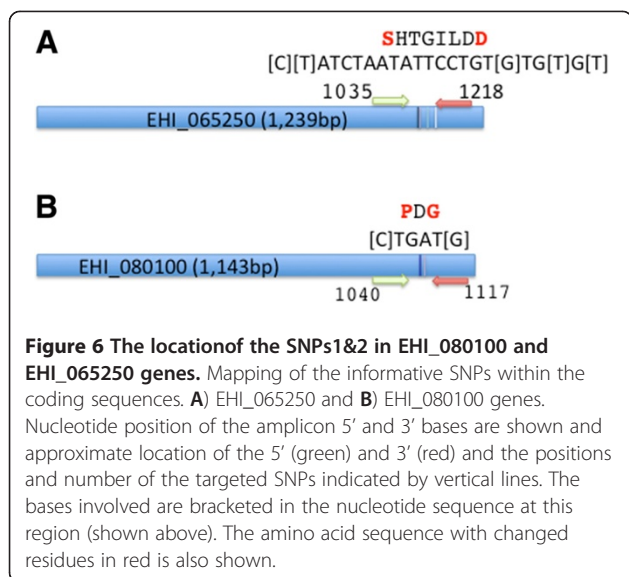 A
SHTGILDD
[C][T]ATCTAATATTCCTGT[G]TG[T]G[T]
1035 1218
EHI_065250 (1,239bp)
B
PDG
[C]TGAT[G]
EHI_080100 (1,143bp)
1040 1117
Figure 6 The locationof the SNPs1&2 in EHI_080100 and
EHI_065250 genes. Mapping of the informative SNPs within the
coding sequences. A) EHI_065250 and B) EHI_080100 genes.
Nucleotide position of the amplicon 5’ and 3’ bases are shown and
approximate location of the 5’ (green) and 3’ (red) and the positions
and number of the targeted SNPs indicated by vertical lines. The
bases involved are bracketed in the nucleotide sequence at this
region (shown above). The amino acid sequence with changed
residues in red is also shown.